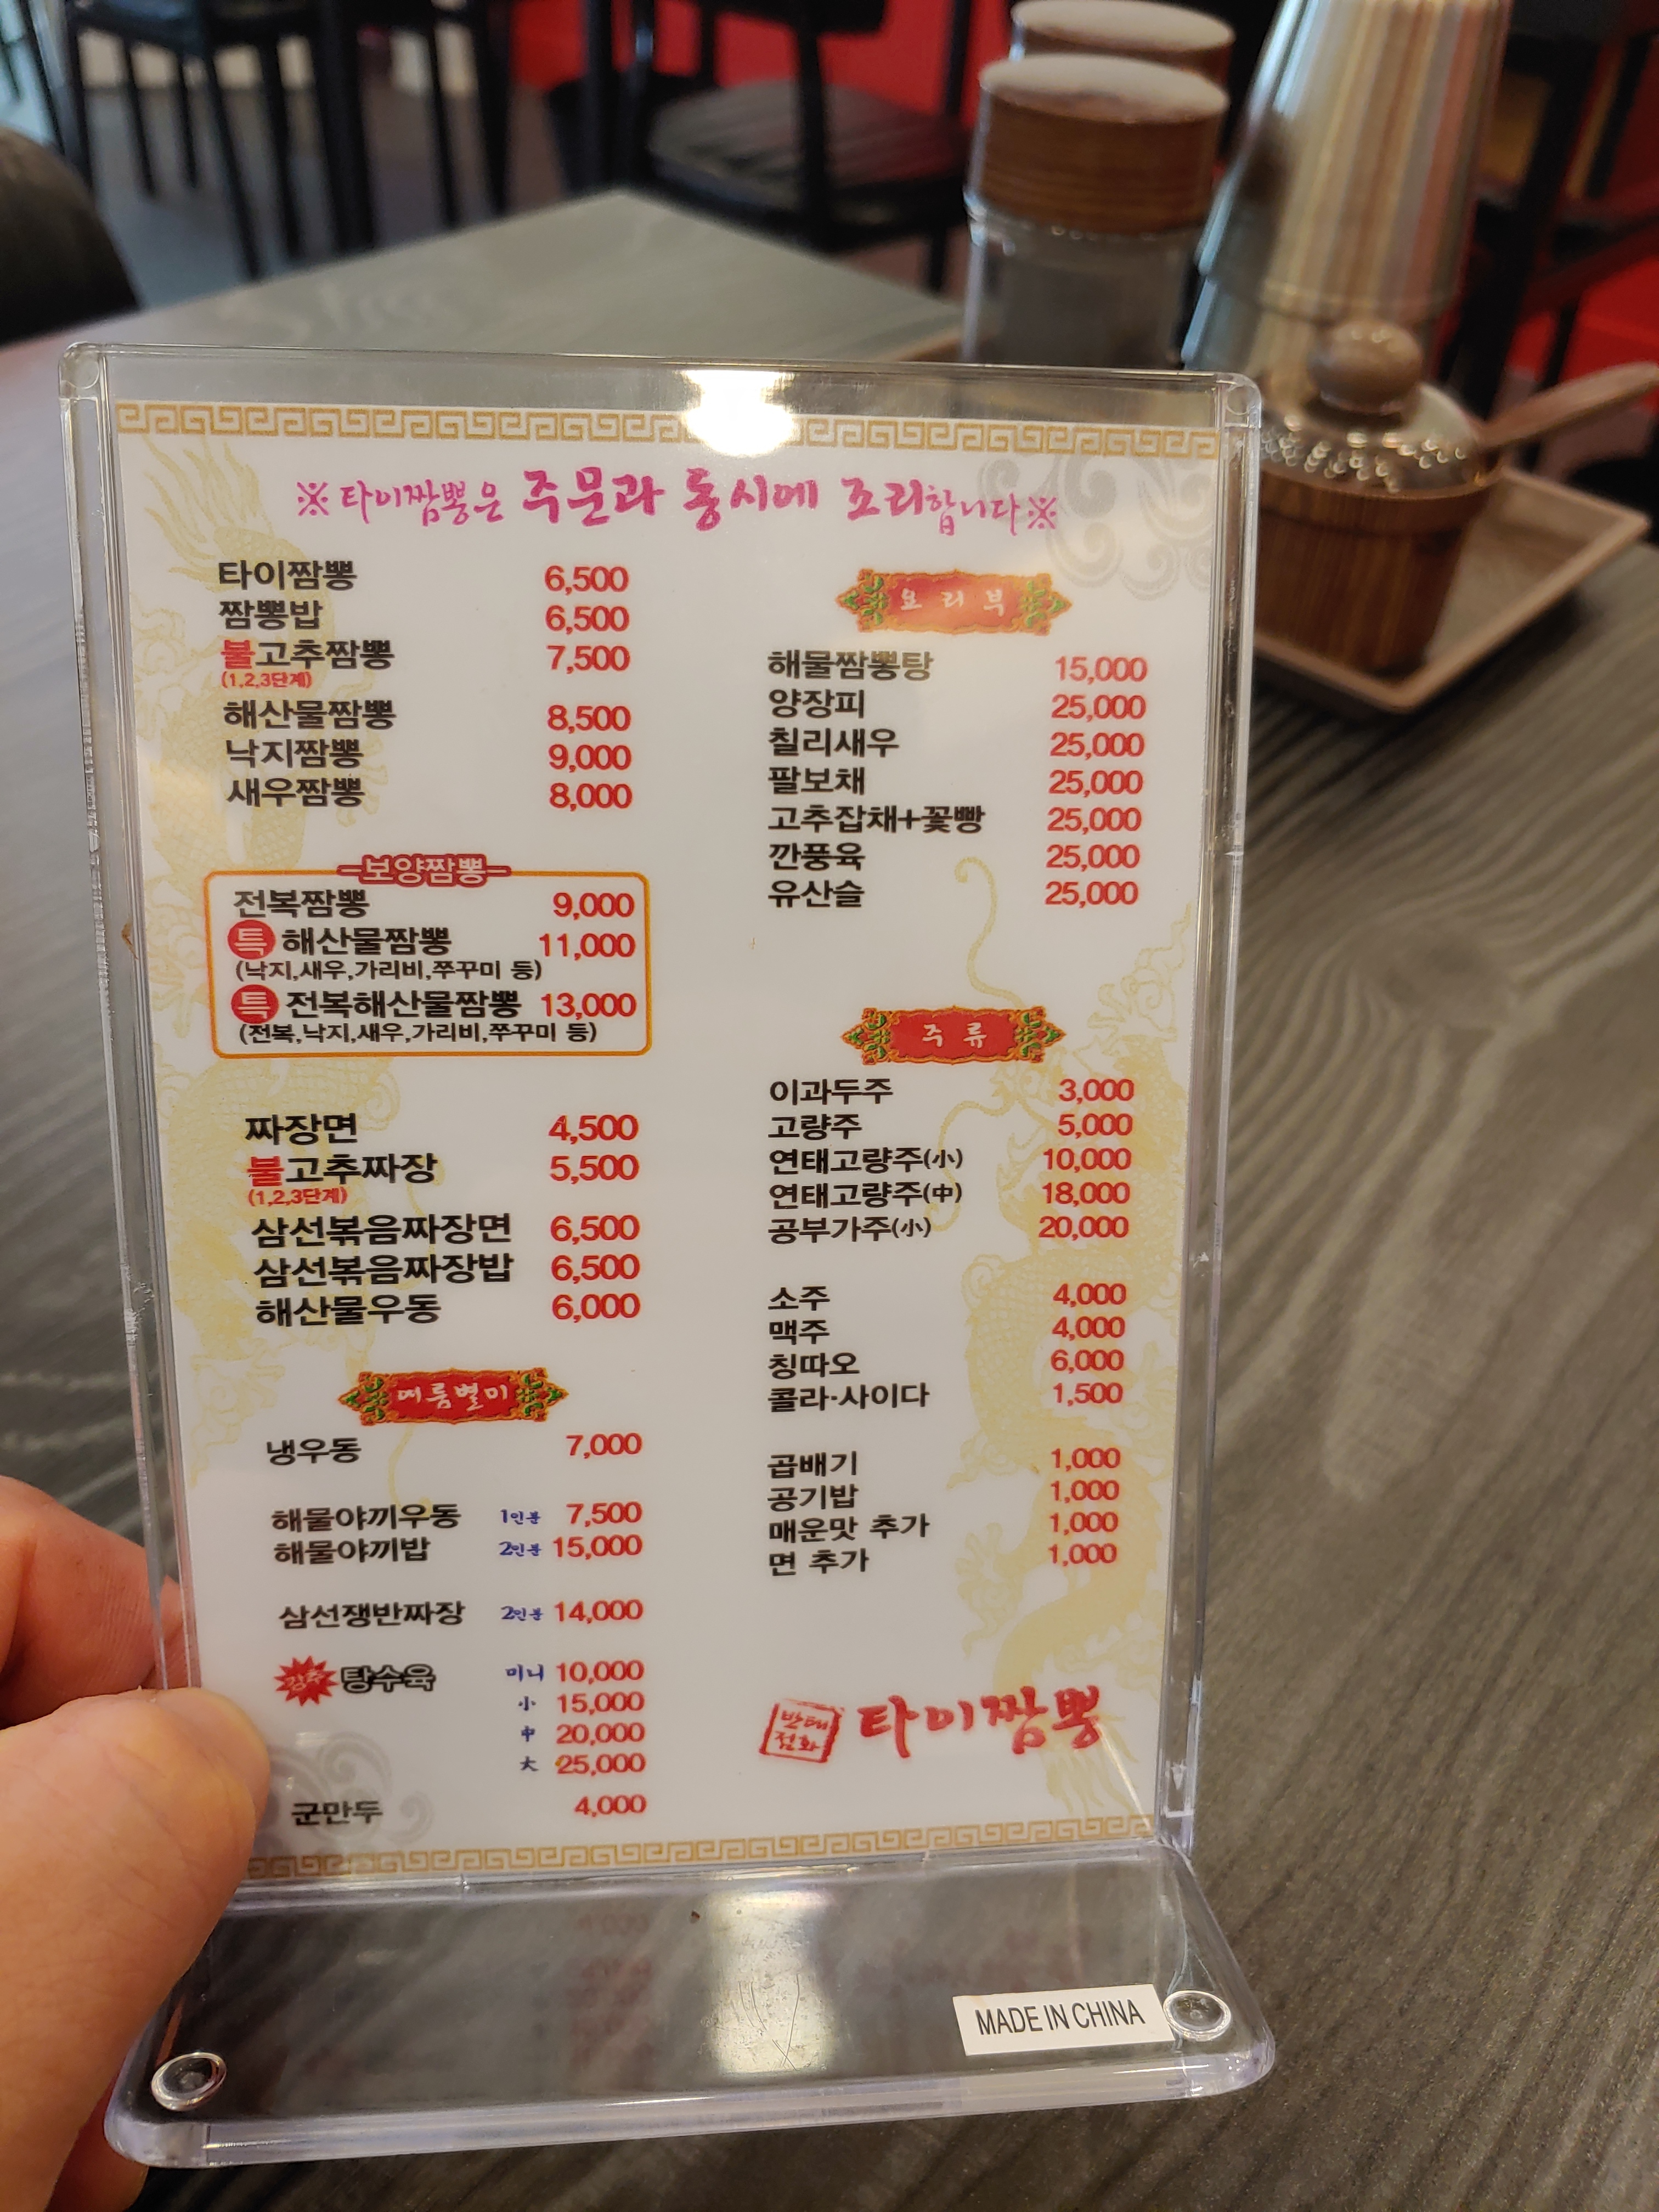 ※타이짬뽕은 주문과 동시에 조리합니다※
타이짬뽕 6,500
짬뽕밥 6,500
불고추짬뽕 7,500
(1,2,3단계)
해산물짬뽕 8,500
낙지짬뽕 9,000
새우짬뽕 8,000
-보양짬뽕-
전복짬뽕 9,000
특 해산물짬뽕 11,000
(낙지,새우,가리비,쭈꾸미 등)
특 전복해산물짬뽕 13,000
(전복,낙지,새우,가리비,쭈꾸미 등)
짜장면 4,500
불고추짜장 5,500
(1,2,3단계)
삼선볶음짜장면 6,500
삼선볶음짜장밥 6,500
해산물우동 6,000
여름별미
냉우동 7,000
해물야끼우동 1인분 7,500
해물야끼밥 2인분 15,000
삼선쟁반짜장 2인분 14,000
강추 탕수육 미니 10,000
小 15,000
中 20,000
大 25,000
군만두 4,000
요리부
해물짬뽕탕 15,000
양장피 25,000
칠리새우 25,000
팔보채 25,000
고추잡채+꽃빵 25,000
깐풍육 25,000
유산슬 25,000
주류
이과두주 3,000
고량주 5,000
연태고량주(小) 10,000
연태고량주(中) 18,000
공부가주(小) 20,000
소주 4,000
맥주 4,000
칭따오 6,000
콜라·사이다 1,500
곱배기 1,000
공기밥 1,000
매운맛 추가 1,000
면 추가 1,000
반태
점화
타이짬뽕
MADE IN CHINA